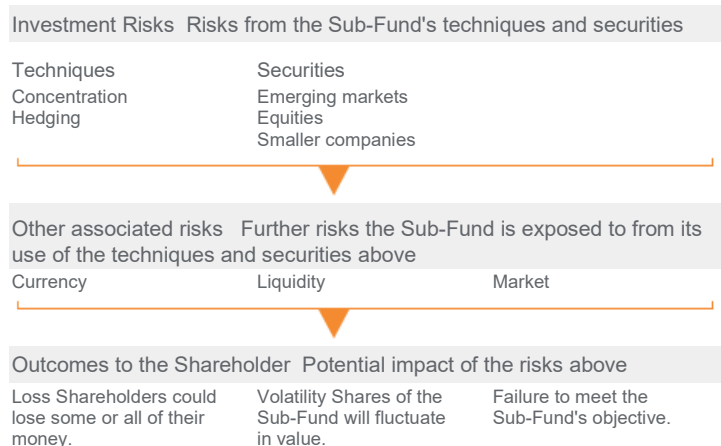 Investment Risks Risks from the Sub-Fund's techniques and securities
Techniques
Concentration
Hedging
Securities
Emerging markets
Equities
Smaller companies
Other associated risks Further risks the Sub-Fund is exposed to from its
use of the techniques and securities above
Currency
Liquidity
Market
Outcomes to the Shareholder Potential impact of the risks above
Loss Shareholders could
lose some or all of their
money.
Volatility Shares of the
Sub-Fund will fluctuate
in value.
Failure to meet the
Sub-Fund's objective.